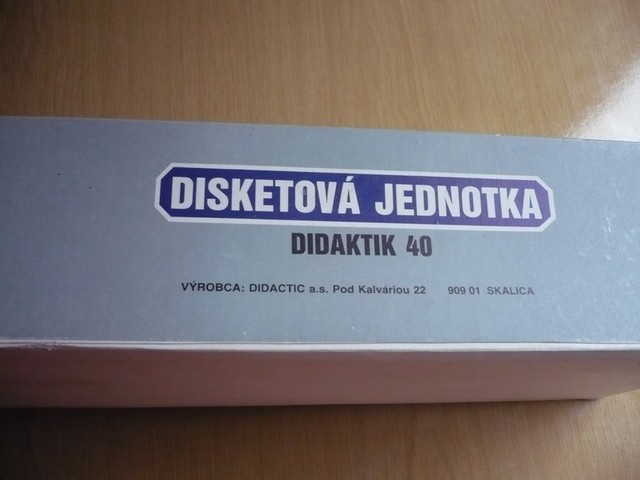 DISKETOVÁ JEDNOTKA
DIDAKTIK 40
VÝROBCA: DIDACTIC a.s. Pod Kalváriou 22 909 01 SKALICA